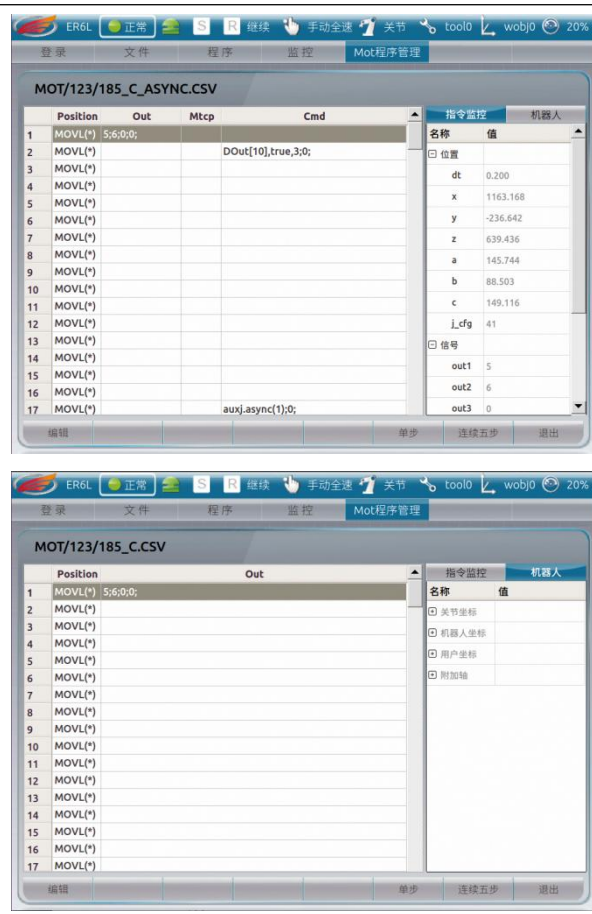 ER6L 正常 S R 继续 手动全速 关节 tool0 wobj0 20%
登录 文件 程序 监控 Mot程序管理
MOT/123/185_C_ASYNC.CSV
Position Out Mtcp Cmd 指令监控 机器人
1 MOVL(*) 5;6;0;0; 名称 值
2 MOVL(*) DOut[10],true,3;0; 位置
3 MOVL(*) dt 0.200
4 MOVL(*) x 1163.168
5 MOVL(*)
6 MOVL(*) y -236.642
7 MOVL(*) z 639.436
8 MOVL(*)
9 MOVL(*) a 145.744
10 MOVL(*) b 88.503
11 MOVL(*) c 149.116
12 MOVL(*) j_cfg 41
13 MOVL(*) 信号
14 MOVL(*)
15 MOVL(*) out1 5
16 MOVL(*) out2 6
17 MOVL(*) auxj.async(1);0; out3 0
编辑 单步 连续五步 退出
ER6L 正常 S R 继续 手动全速 关节 tool0 wobj0 20%
登录 文件 程序 监控 Mot程序管理
MOT/123/185_C.CSV
Position Out 指令监控 机器人
1 MOVL(*) 5;6;0;0; 名称 值
2 MOVL(*) 关节坐标
3 MOVL(*) 机器人坐标
4 MOVL(*) 用户坐标
5 MOVL(*) 附加轴
6 MOVL(*)
7 MOVL(*)
8 MOVL(*)
9 MOVL(*)
10 MOVL(*)
11 MOVL(*)
12 MOVL(*)
13 MOVL(*)
14 MOVL(*)
15 MOVL(*)
16 MOVL(*)
17 MOVL(*)
编辑 单步 连续五步 退出